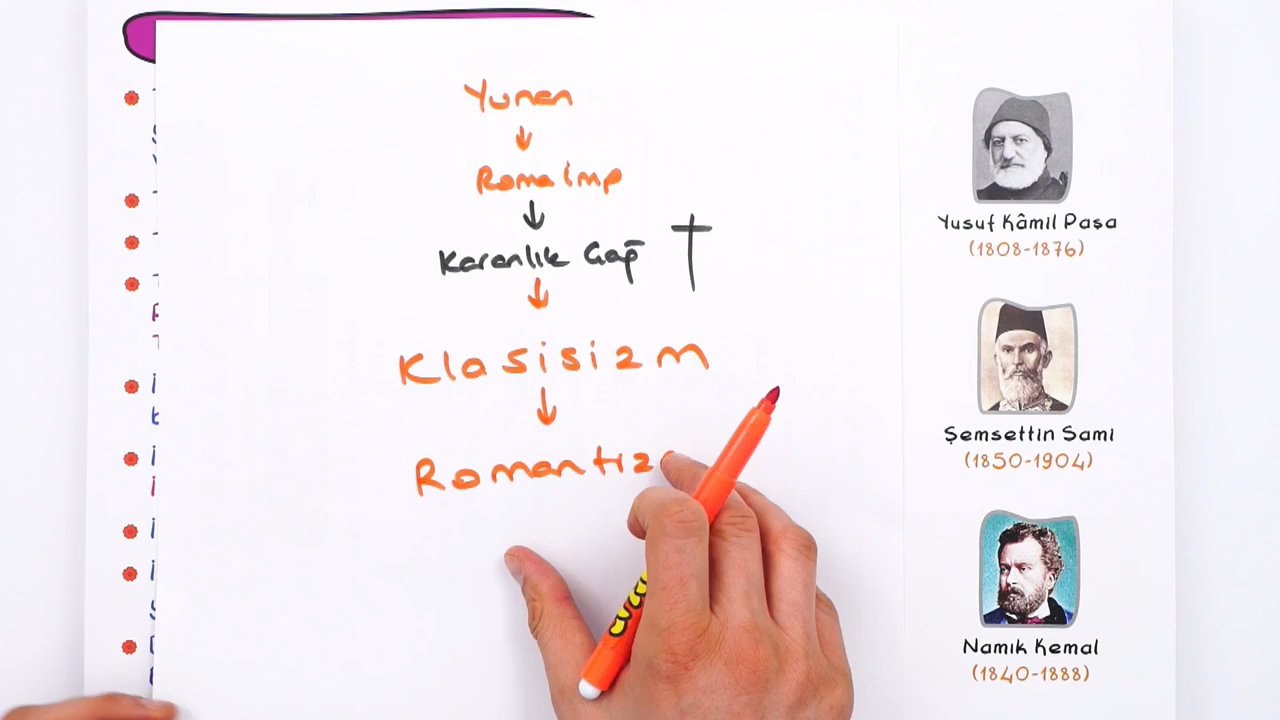 Yunan
Roma İmp
Karanlık Çağ
Klasisizm
Yusuf Kâmil Paşa
(1808-1876)
Şemsettin Sami
(1850-1904)
Namık Kemal
(1840-1888)